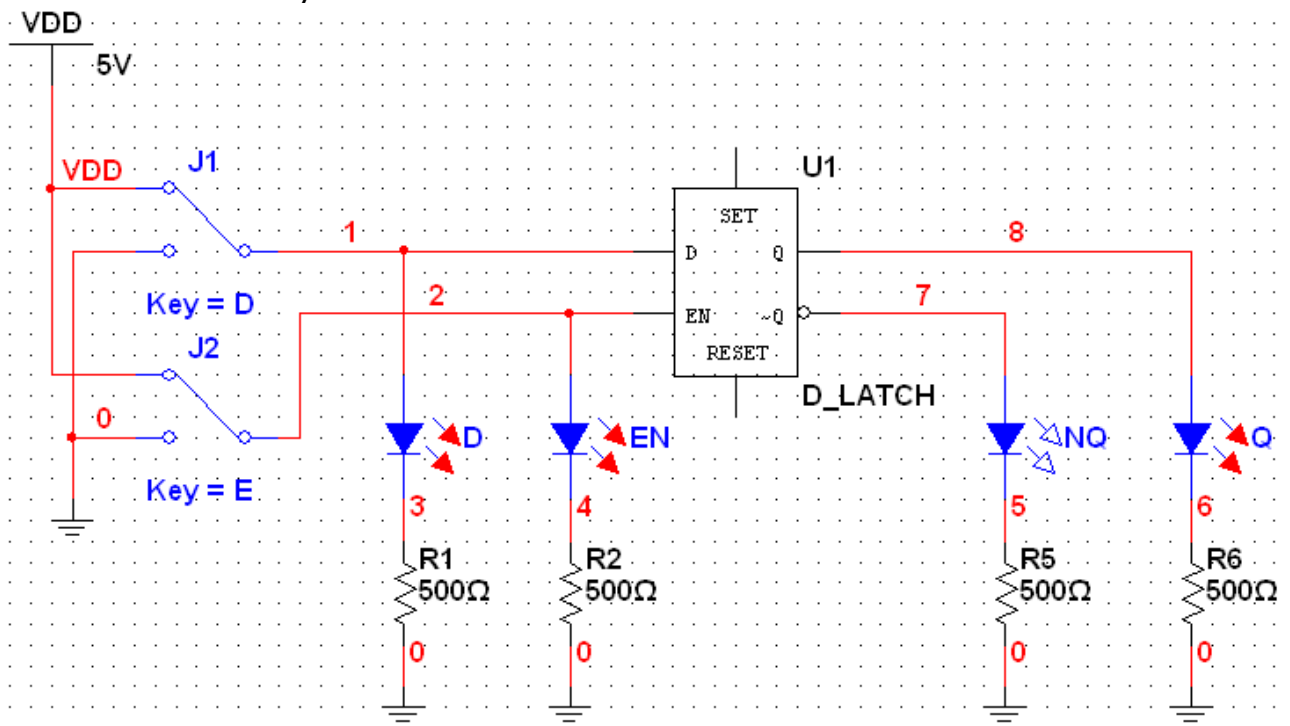 VDD
5V
VDD
J1
Key = D
J2
0
Key = E
1
2
U1
SET
D Q
EN ~Q
RESET
D_LATCH
8
7
D
EN
NQ
Q
3
4
5
6
R1
500Ω
R2
500Ω
R5
500Ω
R6
500Ω
0
0
0
0